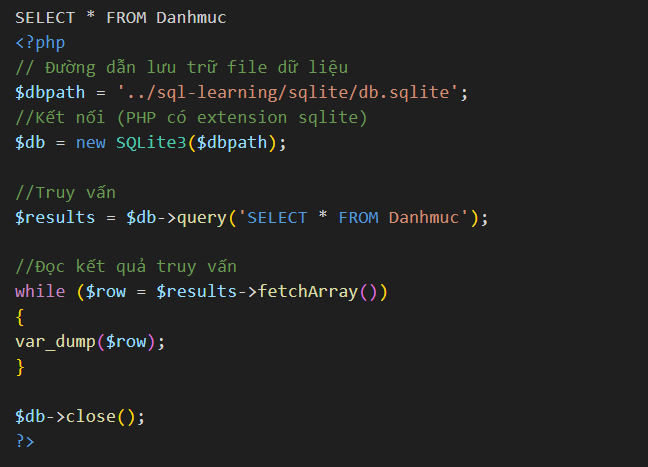 SELECT * FROM Danhmuc
<?php
// Đường dẫn lưu trữ file dữ liệu
$dbpath = '../sql-learning/sqlite/db.sqlite';
//Kết nối (PHP có extension sqlite)
$db = new SQLite3($dbpath);
//Truy vấn
$results = $db->query('SELECT * FROM Danhmuc');
//Đọc kết quả truy vấn
while ($row = $results->fetchArray())
{
var_dump($row);
}
$db->close();
?>